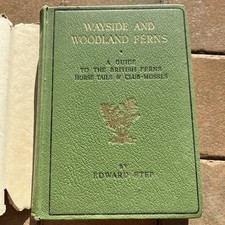 WAYSIDE AND
WOODLAND FERNS
A GUIDE
TO THE BRITISH FERNS
HORSE-TAILS & CLUB-MOSSES
BY
EDWARD STEP